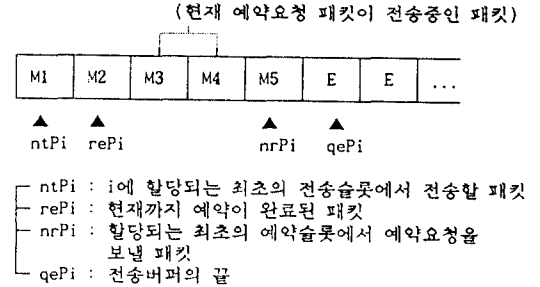 (현재 예약요청 패킷이 전송중인 패킷)
M1 M2 M3 M4 M5 E E ...
ntPi rePi nrPi qePi
ntPi : i에 할당되는 최초의 전송슬롯에서 전송할 패킷
rePi : 현재까지 예약이 완료된 패킷
nrPi : 할당되는 최초의 예약슬롯에서 예약요청을
보낼 패킷
qePi : 전송버퍼의 끝